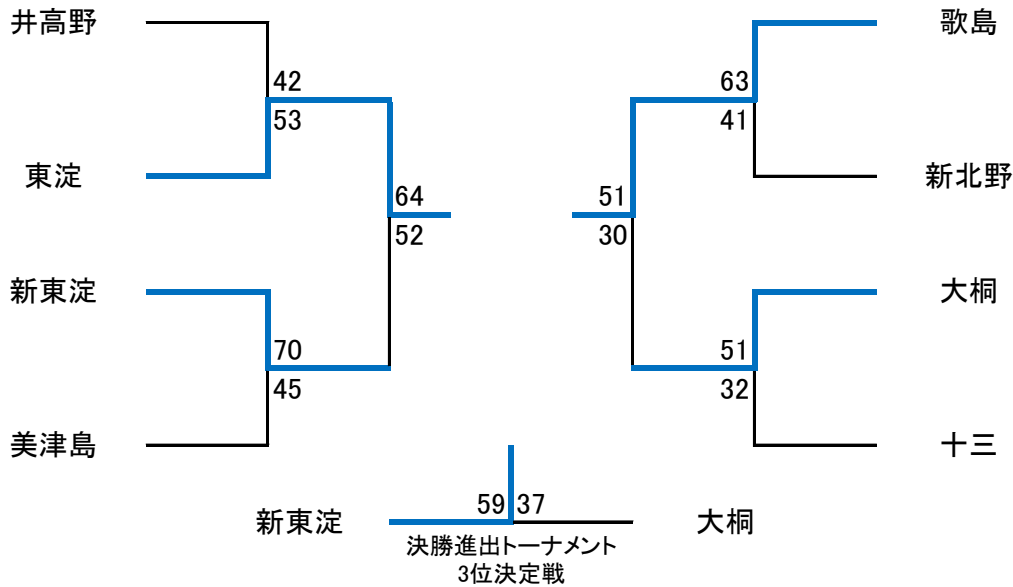 井高野
歌島
42
63
53
41
東淀
新北野
64
51
52
30
新東淀
大桐
70
51
45
32
美津島
十三
新東淀
59
37
大桐
決勝進出トーナメント
3位決定戦